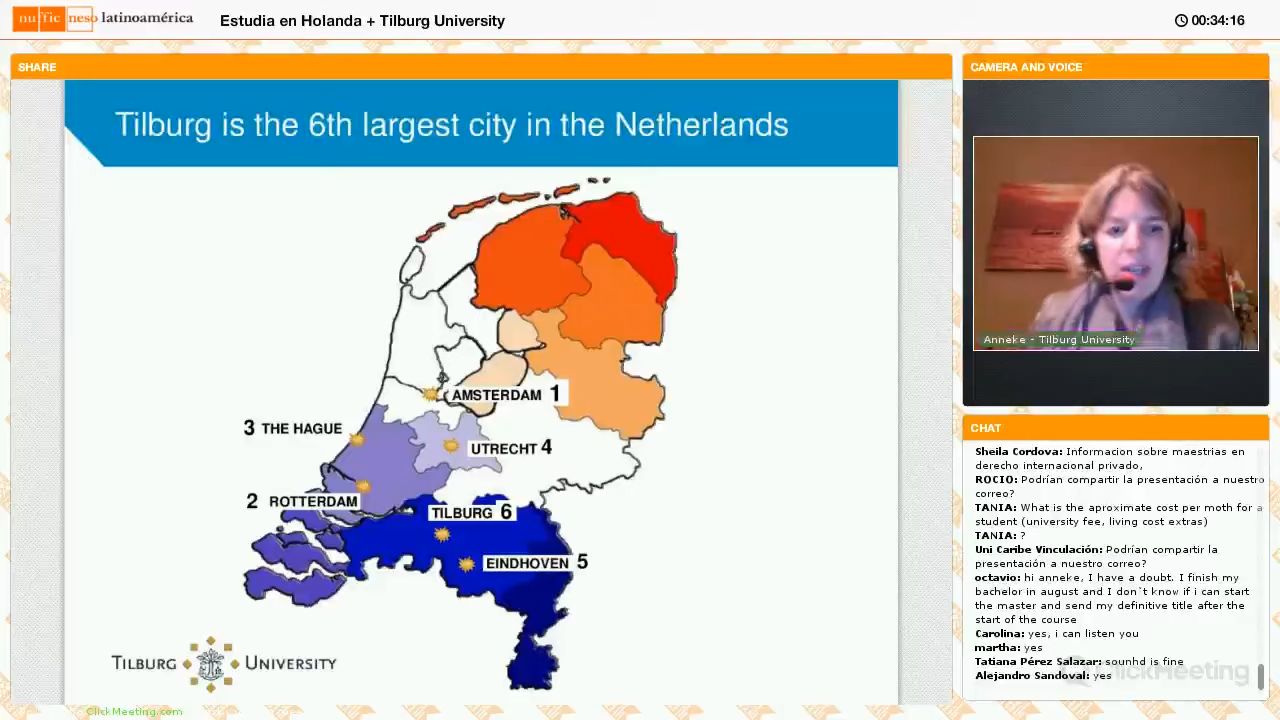 nuffic neso latinoamérica
Estudia en Holanda + Tilburg University
00:34:16
SHARE
Tilburg is the 6th largest city in the Netherlands
AMSTERDAM 1
3 THE HAGUE
UTRECHT 4
2 ROTTERDAM
TILBURG 6
EINDHOVEN 5
TILBURG UNIVERSITY
ClickMeeting.com
CAMERA AND VOICE
Anneke - Tilburg University
CHAT
Sheila Cordova: Informacion sobre maestrias en
derecho internacional privado,
ROCIO: Podrían compartir la presentación a nuestro
correo?
TANIA: What is the aproximate cost per moth for a
student (university fee, living cost extras)
TANIA: ?
Uni Caribe Vinculación: Podrían compartir la
presentación a nuestro correo?
octavio: hi anneke, I have a doubt. I finish my
bachelor in august and I don´t know if i can start
the master and send my definitive title after the
start of the course
Carolina: yes, i can listen you
martha: yes
Tatiana Pérez Salazar: sounhd is fine
Alejandro Sandoval: yes
ClickMeeting